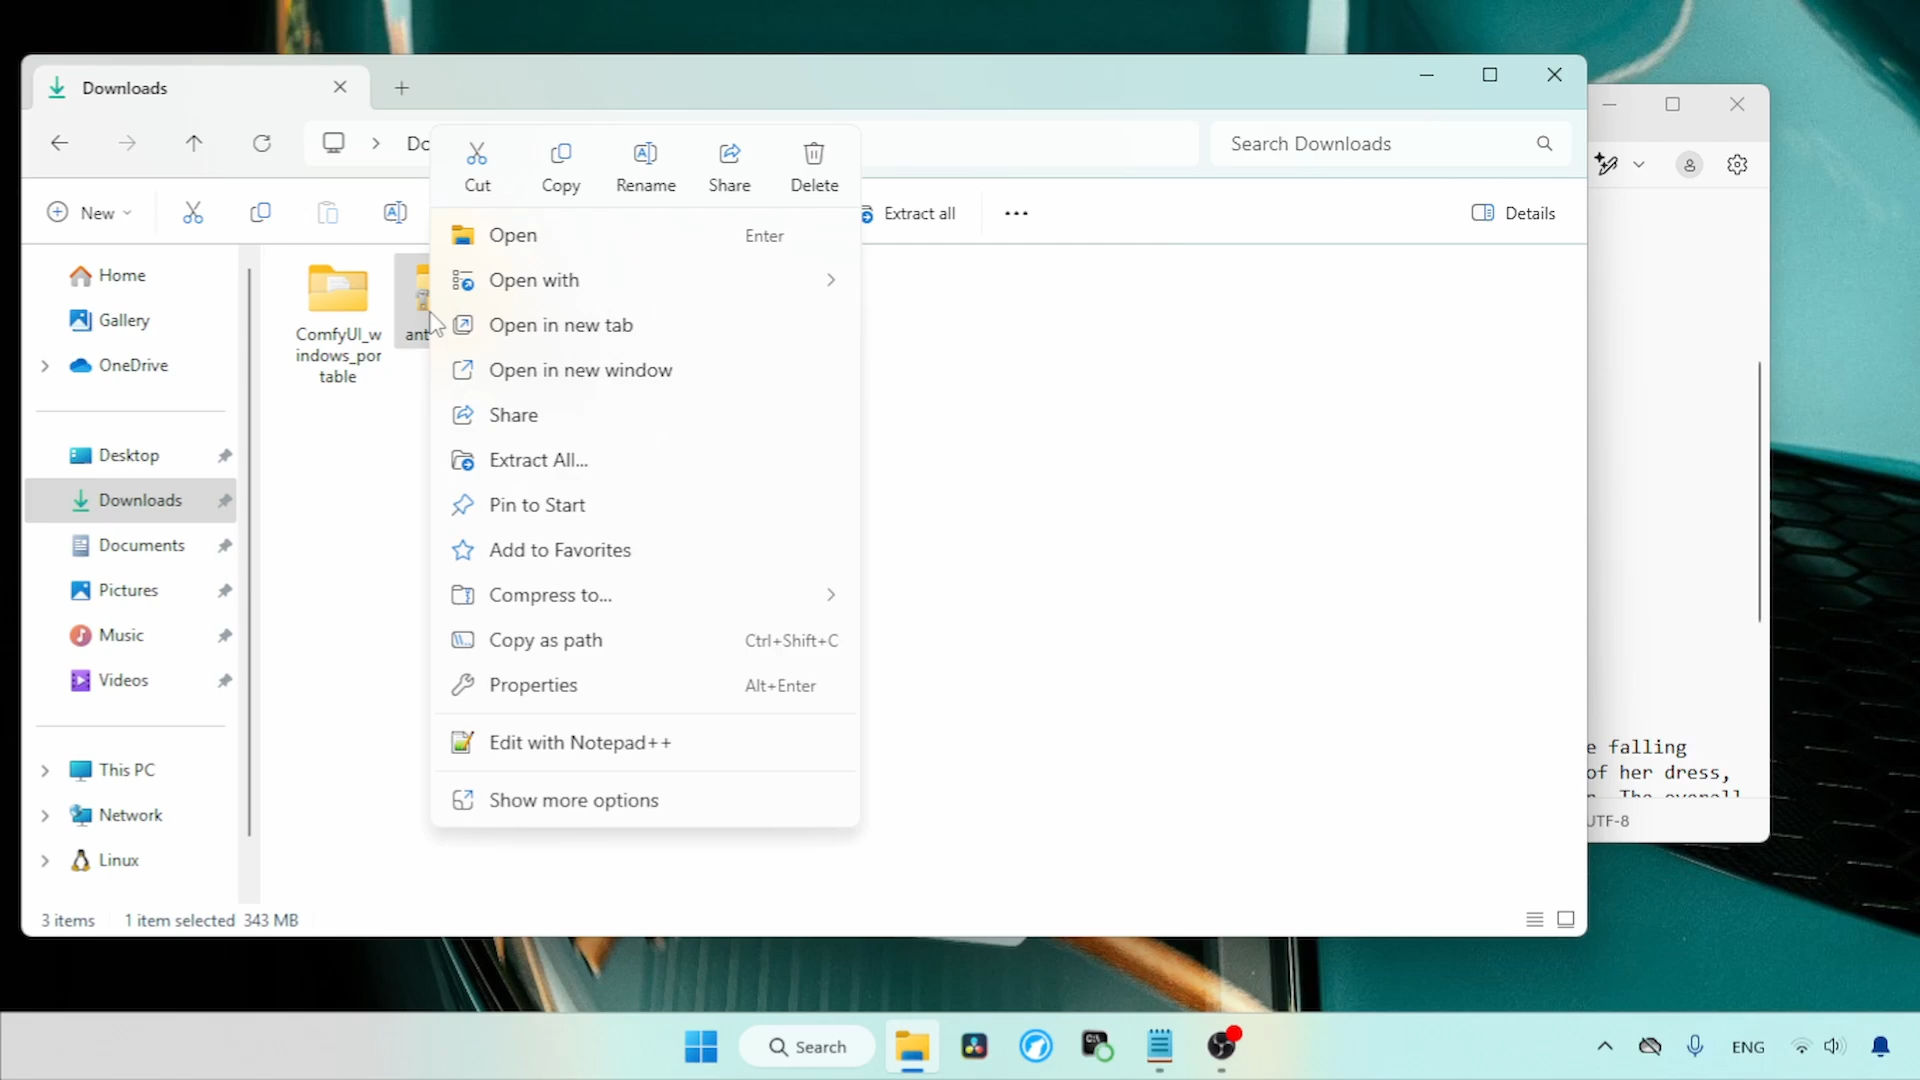 Downloads
Dc
Search Downloads
Cut
Copy
Rename
Share
Delete
New
Extract all
Details
Open
Enter
Open with
Open in new tab
Open in new window
Share
Extract All...
Pin to Start
Add to Favorites
Compress to...
Copy as path
Ctrl+Shift+C
Properties
Alt+Enter
Edit with Notepad++
Show more options
Home
Gallery
OneDrive
Desktop
Downloads
Documents
Pictures
Music
Videos
This PC
Network
Linux
ComfyUI_w
indows_por
table
ant
e falling
of her dress,
UTF-8
3 items
1 item selected 343 MB
Search
ENG